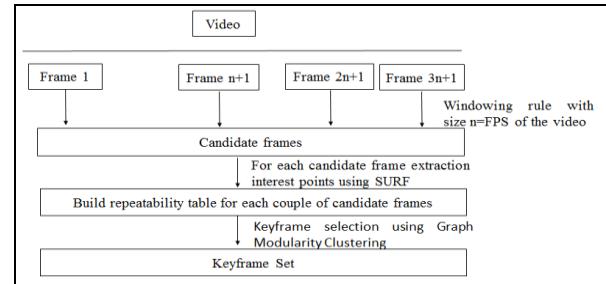 Video
Frame 1
Frame n+1
Frame 2n+1
Frame 3n+1
Windowing rule with
size n=FPS of the video
Candidate frames
For each candidate frame extraction
interest points using SURF
Build repeatability table for each couple of candidate frames
Keyframe selection using Graph
Modularity Clustering
Keyframe Set